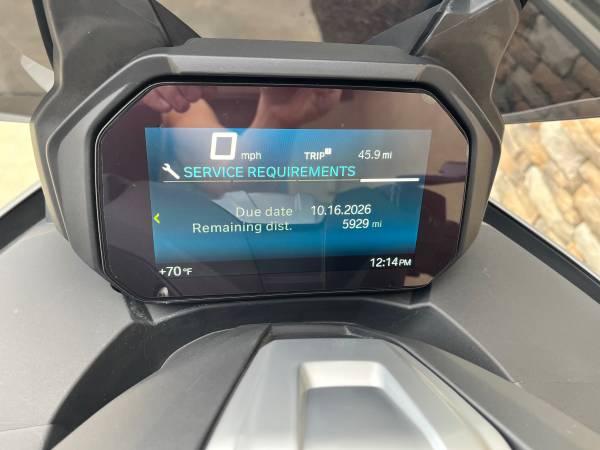 0 mph TRIP 1 45.9 mi
SERVICE REQUIREMENTS
Due date 10.16.2026
Remaining dist. 5929 mi
+70°F 12:14PM